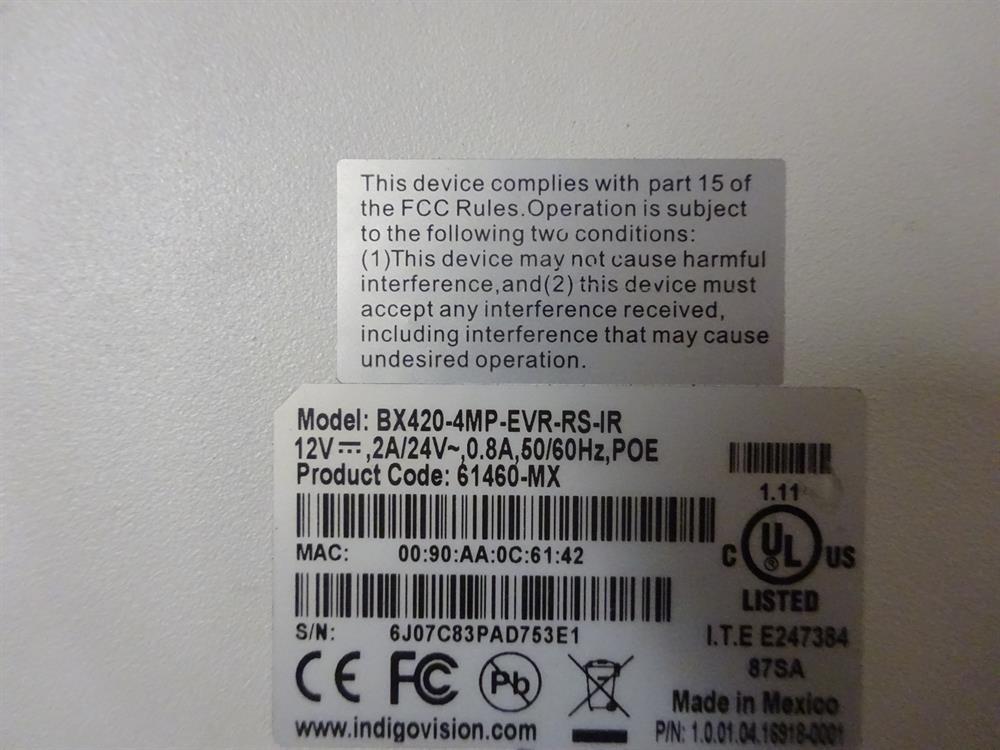 This device complies with part 15 of
the FCC Rules.Operation is subject
to the following two conditions:
(1)This device may not cause harmful
interference,and(2) this device must
accept any interference received,
including interference that may cause
undesired operation.
Model: BX420-4MP-EVR-RS-IR
12V⎓,2A/24V~,0.8A,50/60Hz,POE
Product Code: 61460-MX
1.11
MAC: 00:90:AA:0C:61:42
C UL ® US
LISTED
S/N: 6J07C83PAD753E1
I.T.E E247384
87SA
CE FC Pb
Made in Mexico
www.indigovision.com
P/N: 1.0.01.04.16918-0001